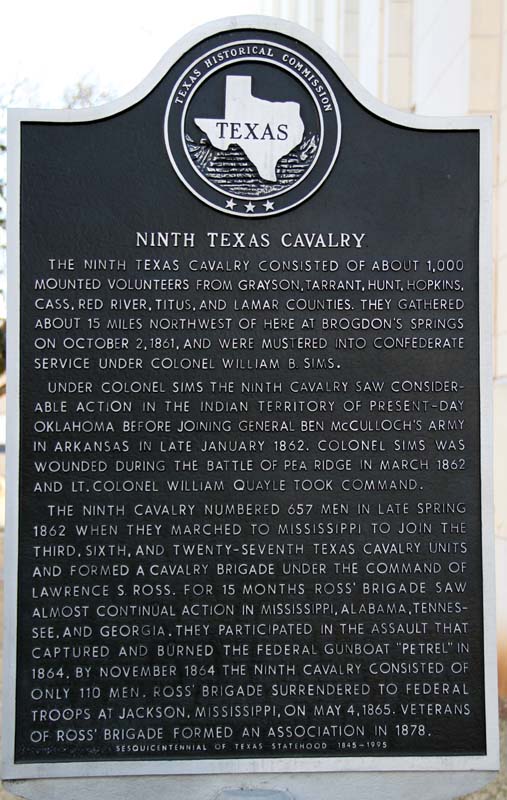 TEXAS HISTORICAL COMMISSION
TEXAS
NINTH TEXAS CAVALRY
THE NINTH TEXAS CAVALRY CONSISTED OF ABOUT 1,000
MOUNTED VOLUNTEERS FROM GRAYSON, TARRANT, HUNT, HOPKINS,
CASS, RED RIVER, TITUS, AND LAMAR COUNTIES. THEY GATHERED
ABOUT 15 MILES NORTHWEST OF HERE AT BROGDON'S SPRINGS
ON OCTOBER 2, 1861, AND WERE MUSTERED INTO CONFEDERATE
SERVICE UNDER COLONEL WILLIAM B. SIMS.
UNDER COLONEL SIMS THE NINTH CAVALRY SAW CONSIDER-
ABLE ACTION IN THE INDIAN TERRITORY OF PRESENT-DAY
OKLAHOMA BEFORE JOINING GENERAL BEN McCULLOCH'S ARMY
IN ARKANSAS IN LATE JANUARY 1862. COLONEL SIMS WAS
WOUNDED DURING THE BATTLE OF PEA RIDGE IN MARCH 1862
AND LT. COLONEL WILLIAM QUAYLE TOOK COMMAND.
THE NINTH CAVALRY NUMBERED 657 MEN IN LATE SPRING
1862 WHEN THEY MARCHED TO MISSISSIPPI TO JOIN THE
THIRD, SIXTH, AND TWENTY-SEVENTH TEXAS CAVALRY UNITS
AND FORMED A CAVALRY BRIGADE UNDER THE COMMAND OF
LAWRENCE S. ROSS. FOR 15 MONTHS ROSS' BRIGADE SAW
ALMOST CONTINUAL ACTION IN MISSISSIPPI, ALABAMA, TENNES-
SEE, AND GEORGIA. THEY PARTICIPATED IN THE ASSAULT THAT
CAPTURED AND BURNED THE FEDERAL GUNBOAT "PETREL" IN
1864. BY NOVEMBER 1864 THE NINTH CAVALRY CONSISTED OF
ONLY 110 MEN. ROSS' BRIGADE SURRENDERED TO FEDERAL
TROOPS AT JACKSON, MISSISSIPPI, ON MAY 4, 1865. VETERANS
OF ROSS' BRIGADE FORMED AN ASSOCIATION IN 1878.
SESQUICENTENNIAL OF TEXAS STATEHOOD 1845-1995